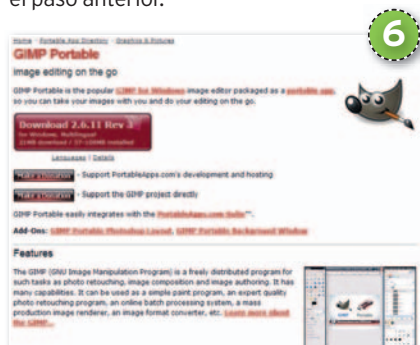 el paso anterior.
6
Home - Portable App Directory - Graphics & Pictures
GIMP Portable
image editing on the go
GIMP Portable is the popular GIMP for Windows image editor packaged as a portable app,
so you can take your images with you and do your editing on the go.
Download 2.6.11 Rev 3
for Windows, Multilingual
Languages | Details
Make a Donation - Support PortableApps.com's development and hosting
Make a Donation - Support the GIMP project directly
GIMP Portable easily integrates with the PortableApps.com Suite™.
Add-Ons: GIMP Portable Photoshop Layout, GIMP Portable Background Window
Features
The GIMP (GNU Image Manipulation Program) is a freely distributed program for
such tasks as photo retouching, image composition and image authoring. It has
many capabilities. It can be used as a simple paint program, an expert quality
photo retouching program, an online batch processing system, a mass
production image renderer, an image format converter, etc. Learn more about
the GIMP...